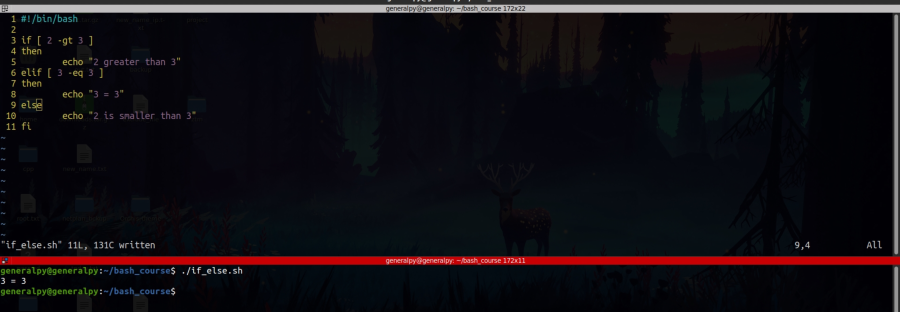 generalpy@generalpy: ~/bash_course 172x22
1 #!/bin/bash
2
3 if [ 2 -gt 3 ]
4 then
5 echo "2 greater than 3"
6 elif [ 3 -eq 3 ]
7 then
8 echo "3 = 3"
9 else
10 echo "2 is smaller than 3"
11 fi
~
~
~
~
~
~
~
~
~
~
"if_else.sh" 11L, 131C written 9,4 All
generalpy@generalpy: ~/bash_course 172x11
generalpy@generalpy:~/bash_course$ ./if_else.sh
3 = 3
generalpy@generalpy:~/bash_course$